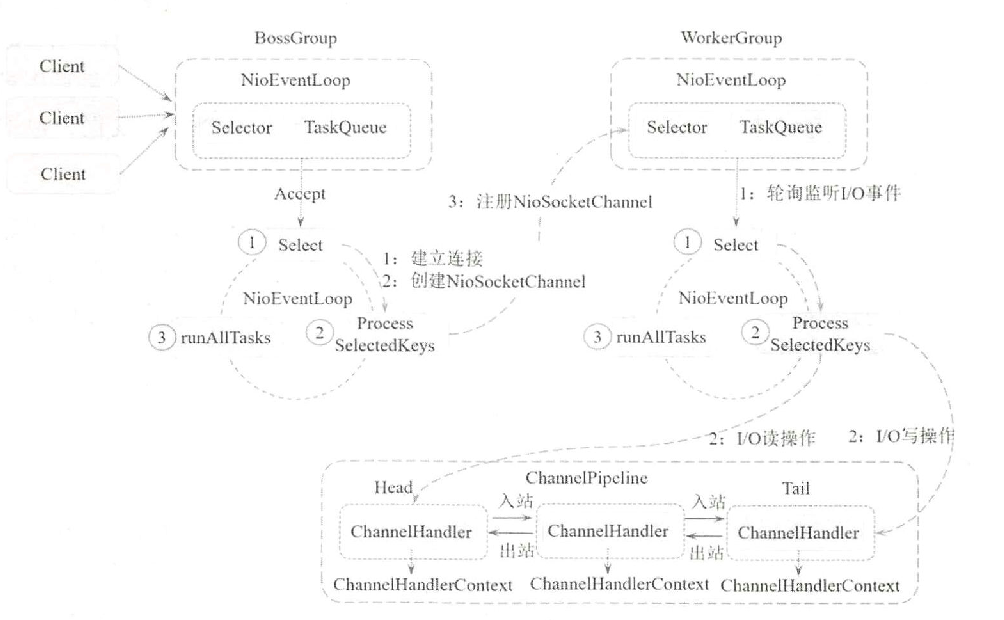 BossGroup
WorkerGroup
Client
Client
Client
NioEventLoop
Selector
TaskQueue
NioEventLoop
Selector
TaskQueue
Accept
3：注册NioSocketChannel
1：轮询监听I/O事件
1
Select
1：建立连接
2：创建NioSocketChannel
NioEventLoop
3
runAllTasks
2
Process
SelectedKeys
1
Select
NioEventLoop
3
runAllTasks
2
Process
SelectedKeys
2：I/O读操作
2：I/O写操作
ChannelPipeline
Head
Tail
入站
入站
ChannelHandler
ChannelHandler
ChannelHandler
出站
出站
ChannelHandlerContext
ChannelHandlerContext
ChannelHandlerContext